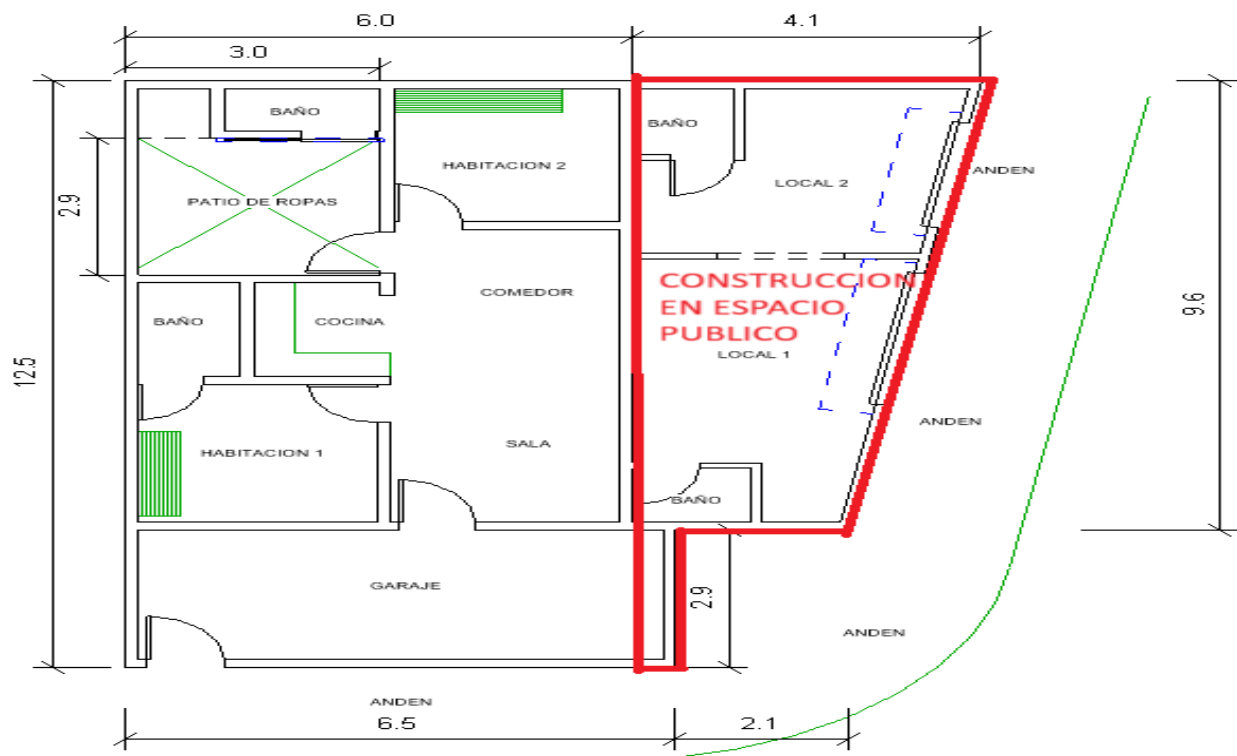 6.0
4.1
3.0
BAÑO
BAÑO
HABITACION 2
ANDEN
LOCAL 2
PATIO DE ROPAS
2.9
CONSTRUCCION
EN ESPACIO
PUBLICO
COMEDOR
9.6
BAÑO
COCINA
LOCAL 1
12.5
ANDEN
SALA
HABITACION 1
BAÑO
GARAJE
2.9
ANDEN
ANDEN
6.5
2.1